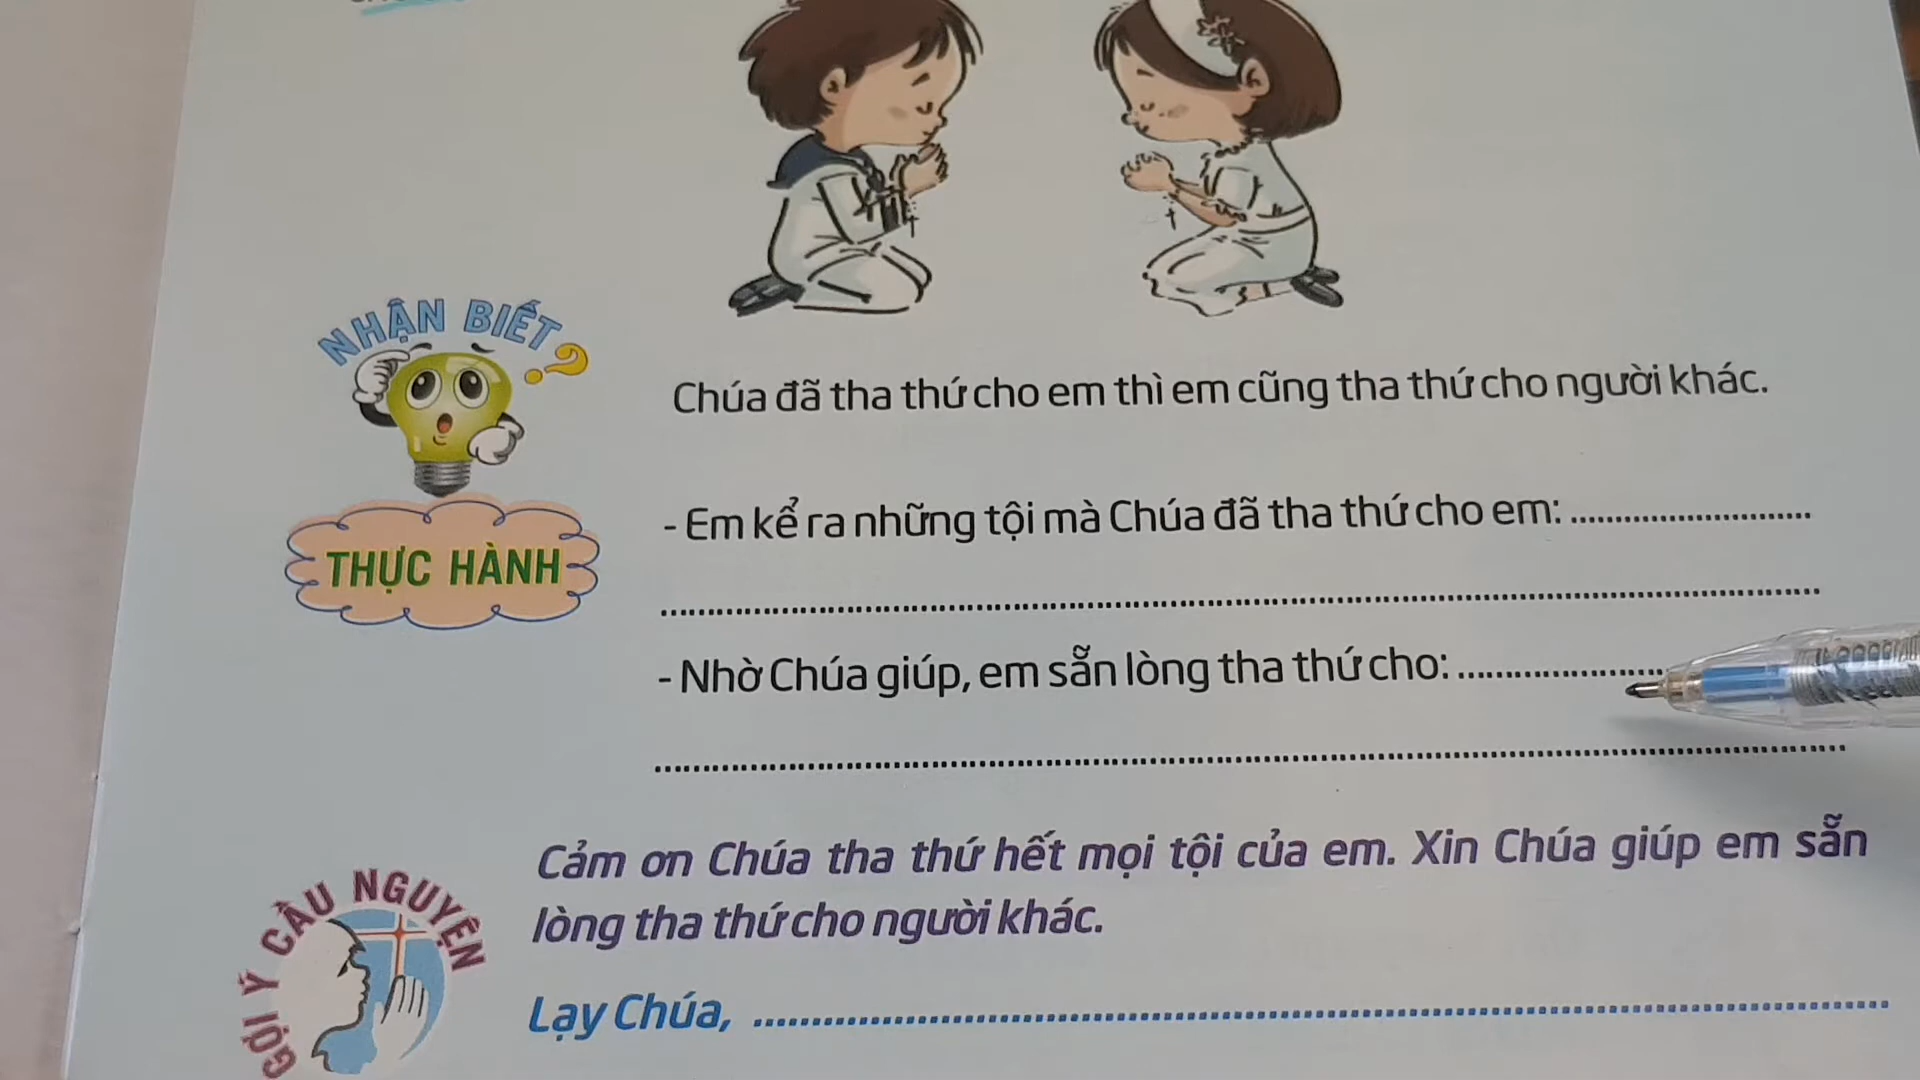 NHẬN BIẾT ?
Chúa đã tha thứ cho em thì em cũng tha thứ cho người khác.
THỰC HÀNH
- Em kể ra những tội mà Chúa đã tha thứ cho em: ........................
................................................................................
- Nhờ Chúa giúp, em sẵn lòng tha thứ cho: ......................
................................................................................
GỢI Ý CẦU NGUYỆN
Cảm ơn Chúa tha thứ hết mọi tội của em. Xin Chúa giúp em sẵn
lòng tha thứ cho người khác.
Lạy Chúa, ................................................................................